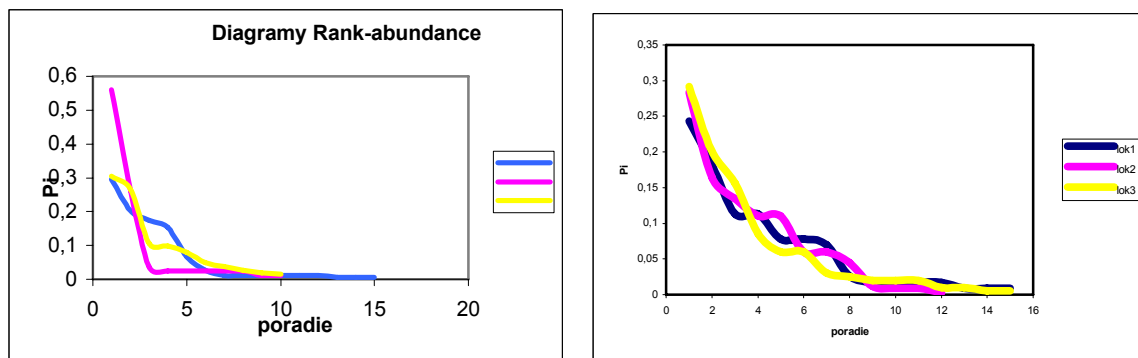 Diagramy Rank-abundance
0,6
0,5
0,4
0,3
0,2
0,1
0
Pi
0 5 10 15 20
poradie
0,35
0,3
0,25
0,2
0,15
0,1
0,05
0
Pi
0 2 4 6 8 10 12 14 16
poradie
lok1
lok2
lok3